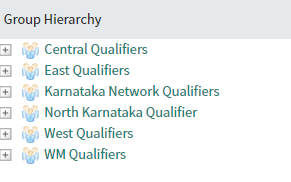 Group Hierarchy
Central Qualifiers
East Qualifiers
Karnataka Network Qualifiers
North Karnataka Qualifier
West Qualifiers
WM Qualifiers